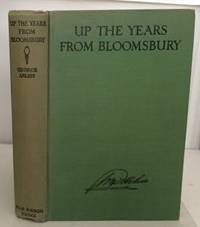 UP THE YEARS
FROM
BLOOMSBURY
GEORGE
ARLISS
UP THE YEARS
FROM BLOOMSBURY